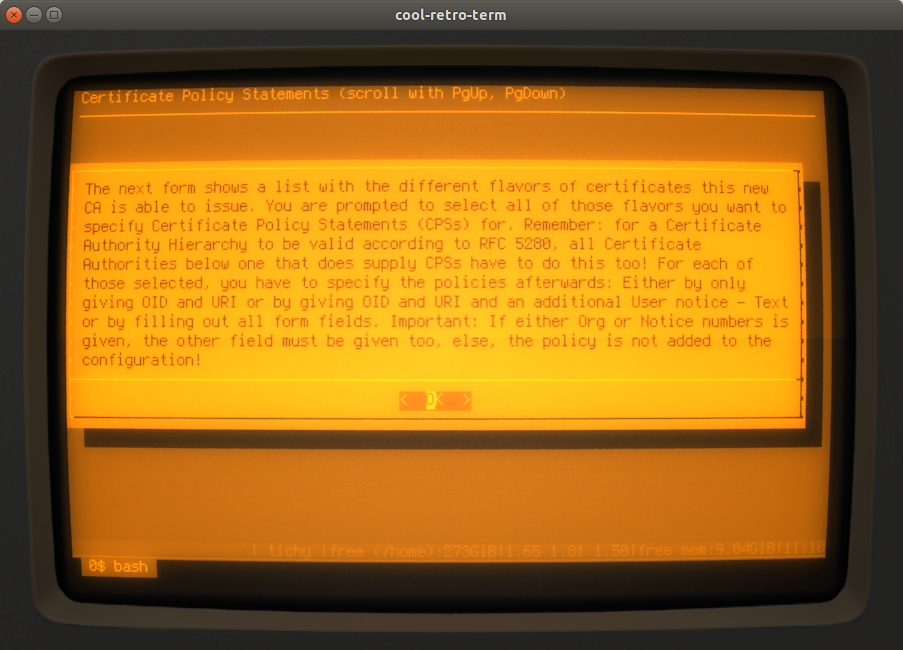 cool-retro-term
Certificate Policy Statements (scroll with PgUp, PgDown)
The next form shows a list with the different flavors of certificates this new
CA is able to issue. You are prompted to select all of those flavors you want to
specify Certificate Policy Statements (CPSs) for. Remember: for a Certificate
Authority Hierarchy to be valid according to RFC 5280, all Certificate
Authorities below one that does supply CPSs have to do this too! For each of
those selected, you have to specify the policies afterwards: Either by only
giving OID and URI or by giving OID and URI and an additional User notice - Text
or by filling out all form fields. Important: If either Org or Notice numbers is
given, the other field must be given too, else, the policy is not added to the
configuration!
< OK >
| tichy |free (/home):273GiB|1.65 1.81 1.50|free mem:9.04GiB|11:10
0$ bash